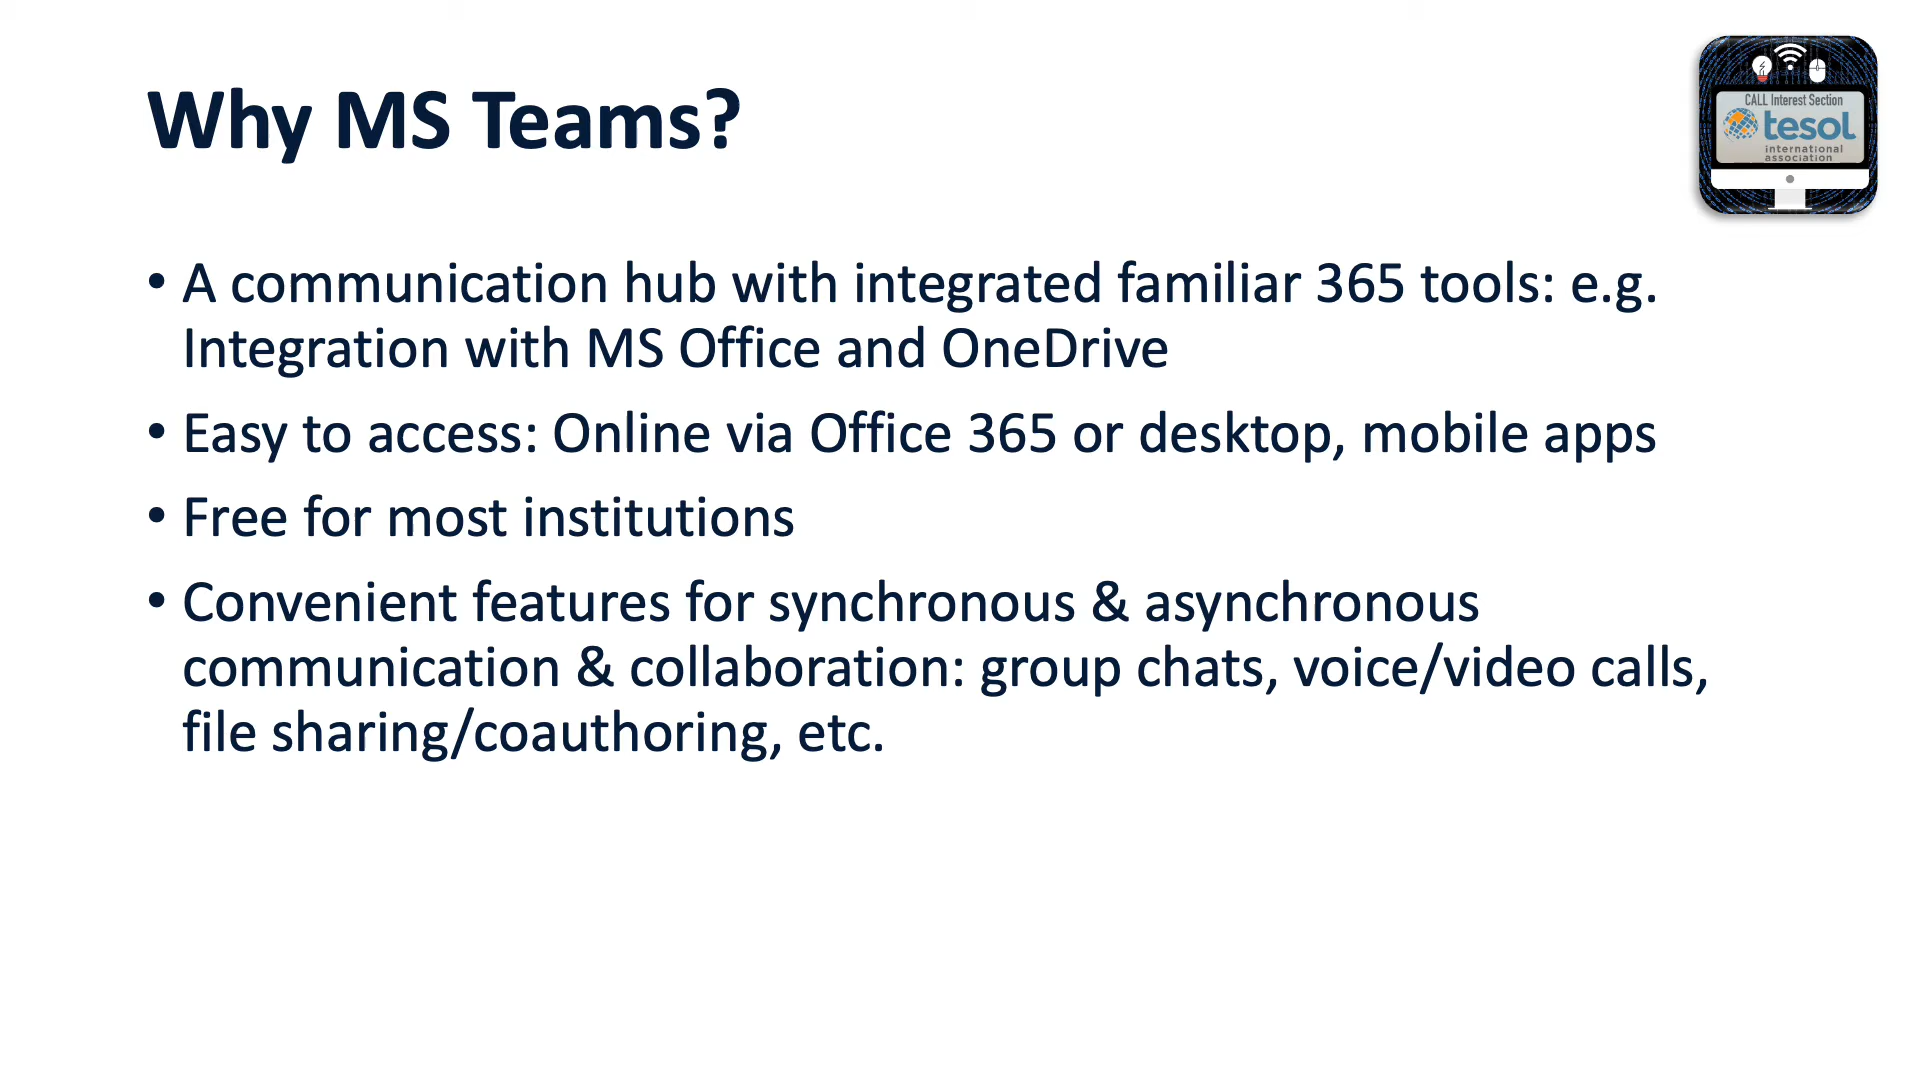 Why MS Teams?
CALL Interest Section
tesol
international
association
• A communication hub with integrated familiar 365 tools: e.g.
Integration with MS Office and OneDrive
• Easy to access: Online via Office 365 or desktop, mobile apps
• Free for most institutions
• Convenient features for synchronous & asynchronous
communication & collaboration: group chats, voice/video calls,
file sharing/coauthoring, etc.